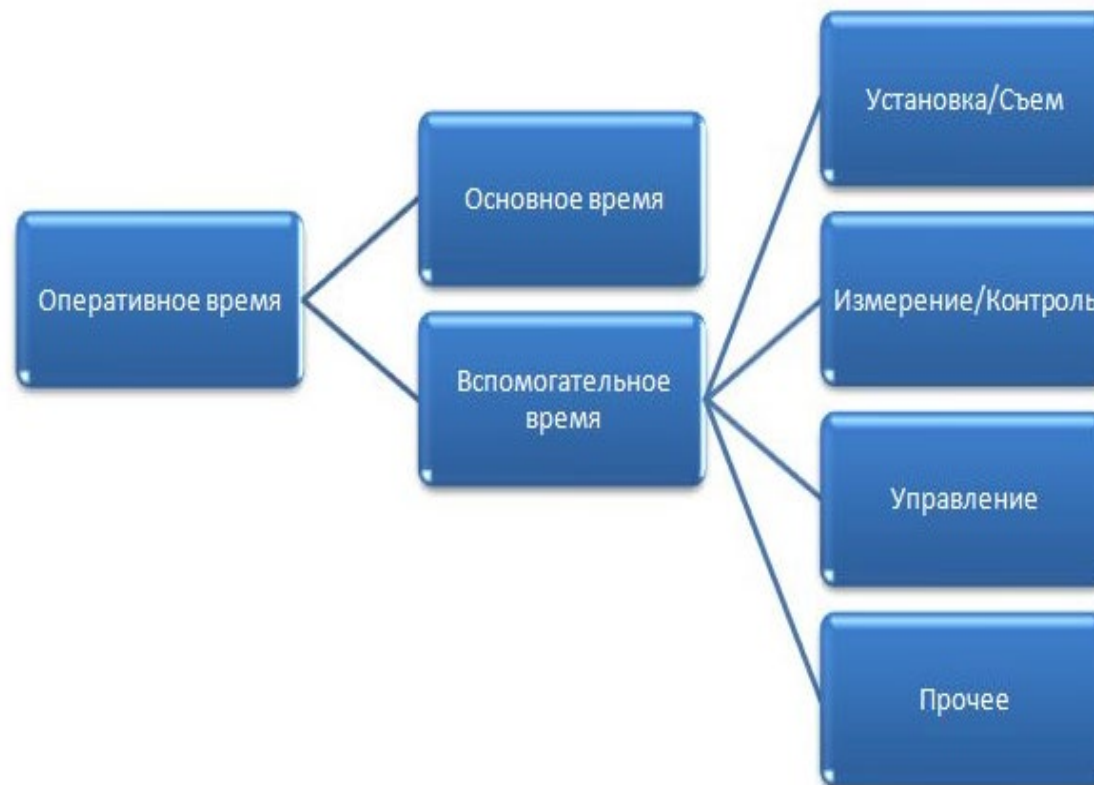 Оперативное время
Основное время
Вспомогательное
время
Установка/Съем
Измерение/Контроль
Управление
Прочее